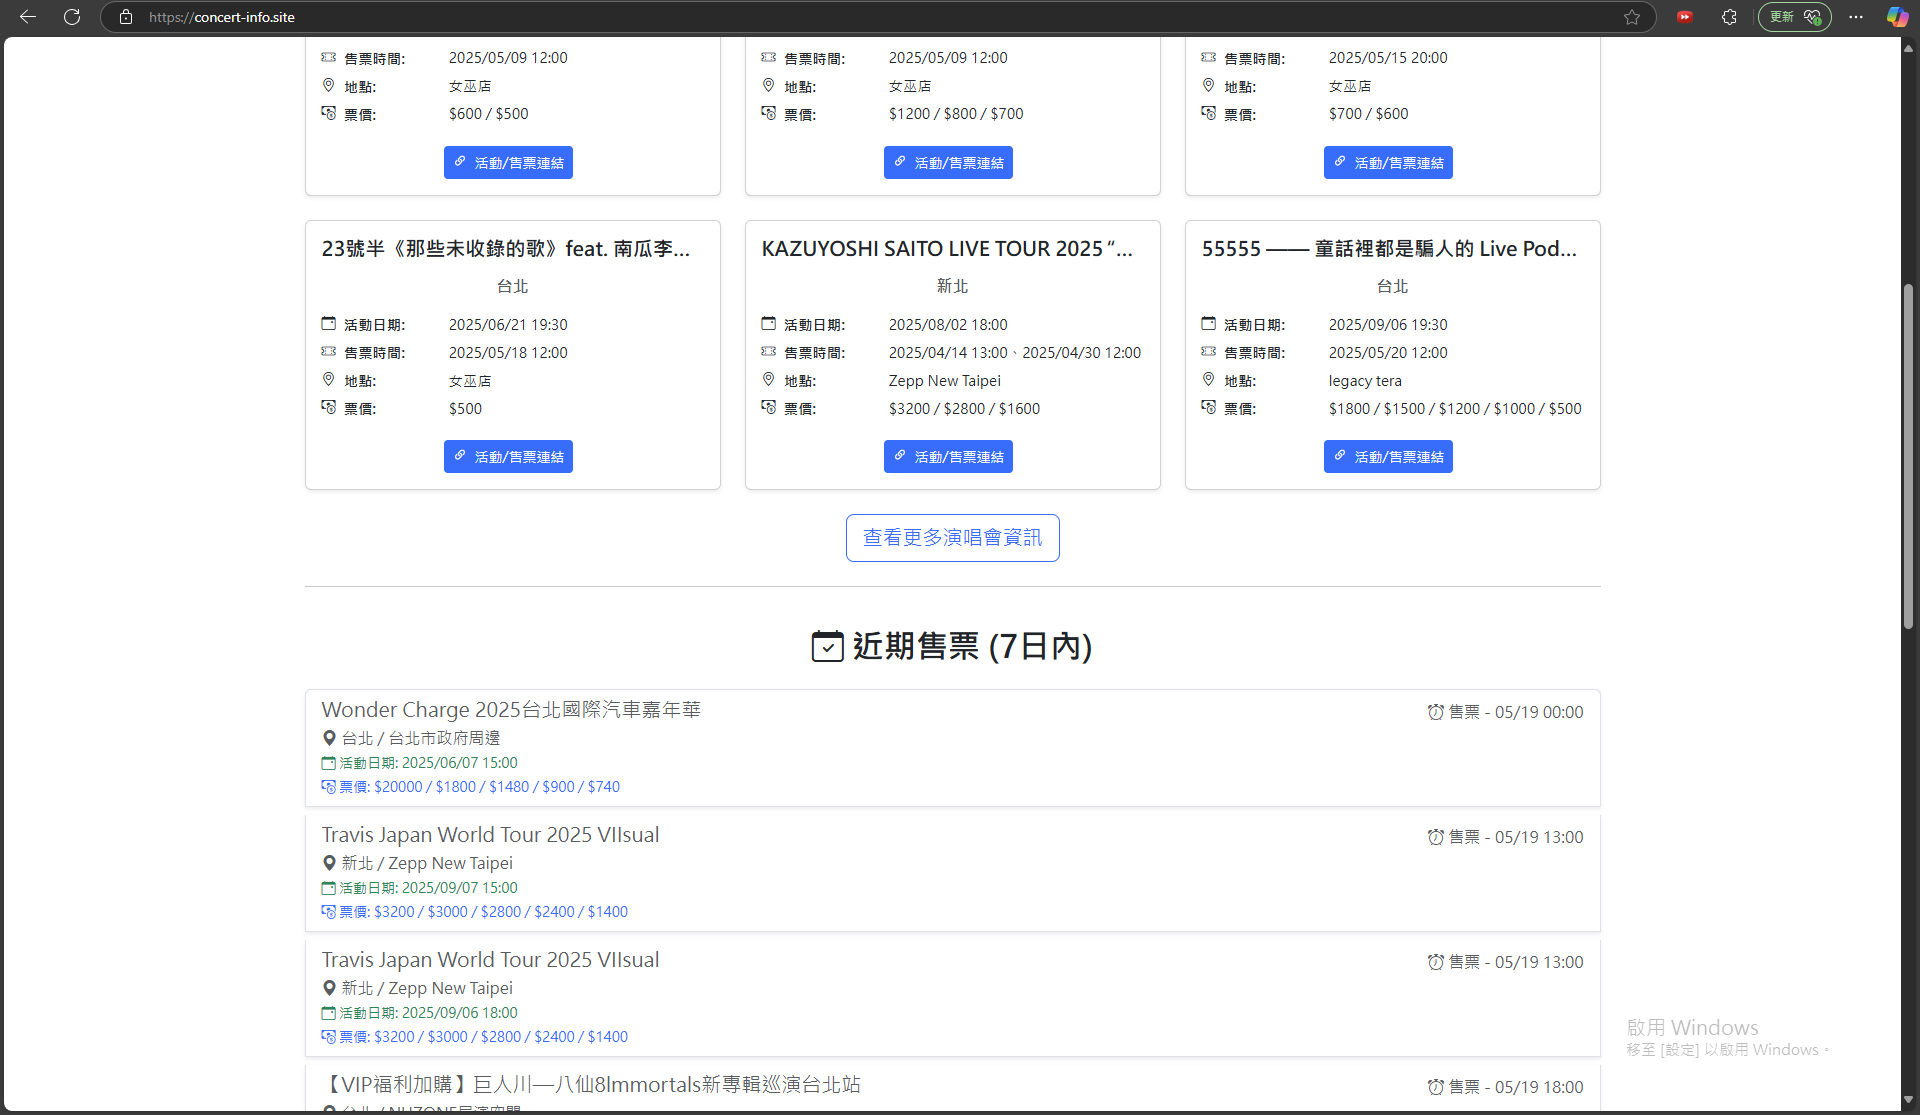 https://concert-info.site
更新
售票時間: 2025/05/09 12:00
地點: 女巫店
票價: $600 / $500
活動/售票連結
售票時間: 2025/05/09 12:00
地點: 女巫店
票價: $1200 / $800 / $700
活動/售票連結
售票時間: 2025/05/15 20:00
地點: 女巫店
票價: $700 / $600
活動/售票連結
23號半《那些未收錄的歌》feat. 南瓜李...
台北
活動日期: 2025/06/21 19:30
售票時間: 2025/05/18 12:00
地點: 女巫店
票價: $500
活動/售票連結
KAZUYOSHI SAITO LIVE TOUR 2025 “...
新北
活動日期: 2025/08/02 18:00
售票時間: 2025/04/14 13:00、2025/04/30 12:00
地點: Zepp New Taipei
票價: $3200 / $2800 / $1600
活動/售票連結
55555 —— 童話裡都是騙人的 Live Pod...
台北
活動日期: 2025/09/06 19:30
售票時間: 2025/05/20 12:00
地點: legacy tera
票價: $1800 / $1500 / $1200 / $1000 / $500
活動/售票連結
查看更多演唱會資訊
近期售票 (7日內)
Wonder Charge 2025台北國際汽車嘉年華
售票 - 05/19 00:00
台北 / 台北市政府周邊
活動日期: 2025/06/07 15:00
票價: $20000 / $1800 / $1480 / $900 / $740
Travis Japan World Tour 2025 VIIsual
售票 - 05/19 13:00
新北 / Zepp New Taipei
活動日期: 2025/09/07 15:00
票價: $3200 / $3000 / $2800 / $2400 / $1400
Travis Japan World Tour 2025 VIIsual
售票 - 05/19 13:00
新北 / Zepp New Taipei
活動日期: 2025/09/06 18:00
票價: $3200 / $3000 / $2800 / $2400 / $1400
【VIP福利加購】巨人川—八仙8lmmortals新專輯巡演台北站
售票 - 05/19 18:00
台北 / NUZONE展演空間
啟用 Windows
移至 [設定] 以啟用 Windows。